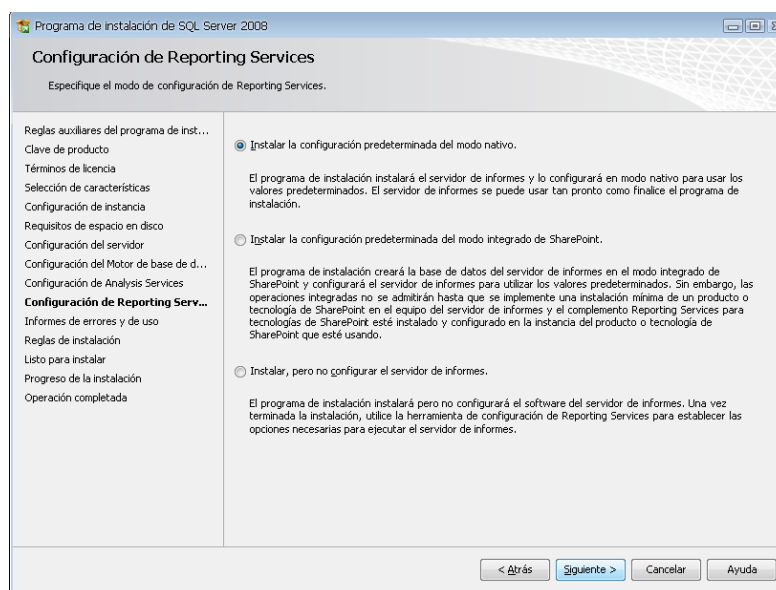 Programa de instalación de SQL Server 2008
Configuración de Reporting Services
Especifique el modo de configuración de Reporting Services.
Reglas auxiliares del programa de inst...
Clave de producto
Términos de licencia
Selección de características
Configuración de instancia
Requisitos de espacio en disco
Configuración del servidor
Configuración del Motor de base de d...
Configuración de Analysis Services
Configuración de Reporting Serv...
Informes de errores y de uso
Reglas de instalación
Listo para instalar
Progreso de la instalación
Operación completada
Instalar la configuración predeterminada del modo nativo.
El programa de instalación instalará el servidor de informes y lo configurará en modo nativo para usar los
valores predeterminados. El servidor de informes se puede usar tan pronto como finalice el programa de
instalación.
Instalar la configuración predeterminada del modo integrado de SharePoint.
El programa de instalación creará la base de datos del servidor de informes en el modo integrado de
SharePoint y configurará el servidor de informes para utilizar los valores predeterminados. Sin embargo, las
operaciones integradas no se admitirán hasta que se implemente una instalación mínima de un producto o
tecnología de SharePoint en el equipo del servidor de informes y el complemento Reporting Services para
tecnologías de SharePoint esté instalado y configurado en la instancia del producto o tecnología de
SharePoint que esté usando.
Instalar, pero no configurar el servidor de informes.
El programa de instalación instalará pero no configurará el software del servidor de informes. Una vez
terminada la instalación, utilice la herramienta de configuración de Reporting Services para establecer las
opciones necesarias para ejecutar el servidor de informes.
< Atrás
Siguiente >
Cancelar
Ayuda